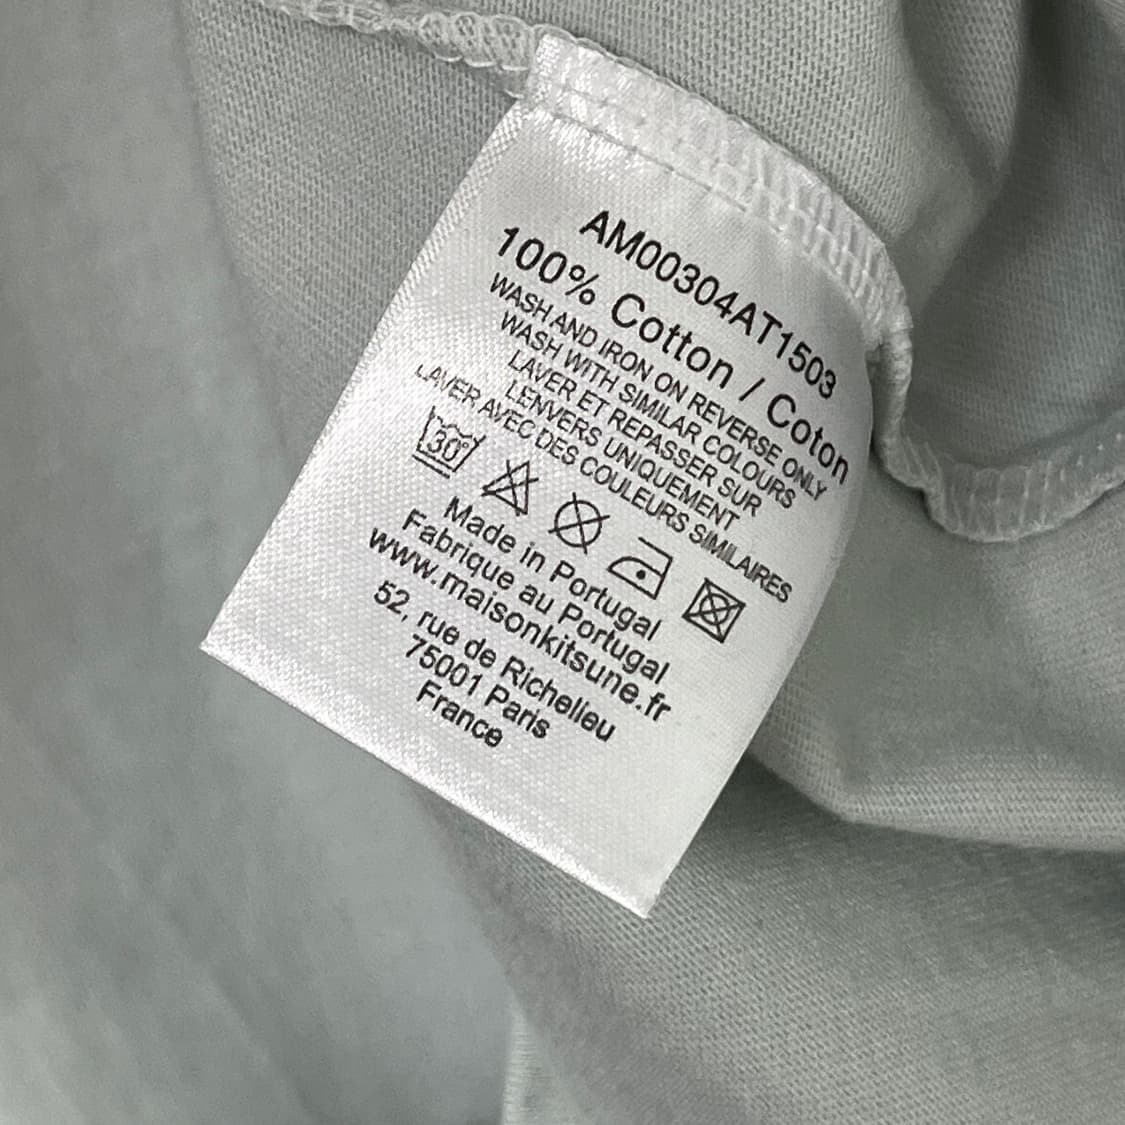 AM00304AT1503
100% Cotton / Coton
WASH AND IRON ON REVERSE ONLY
WASH WITH SIMILAR COLOURS
LAVER ET REPASSER SUR
LENVERS UNIQUEMENT
LAVER AVEC DES COULEURS SIMILAIRES
30°
Made in Portugal
Fabrique au Portugal
www.maisonkitsune.fr
52, rue de Richelieu
75001 Paris
France